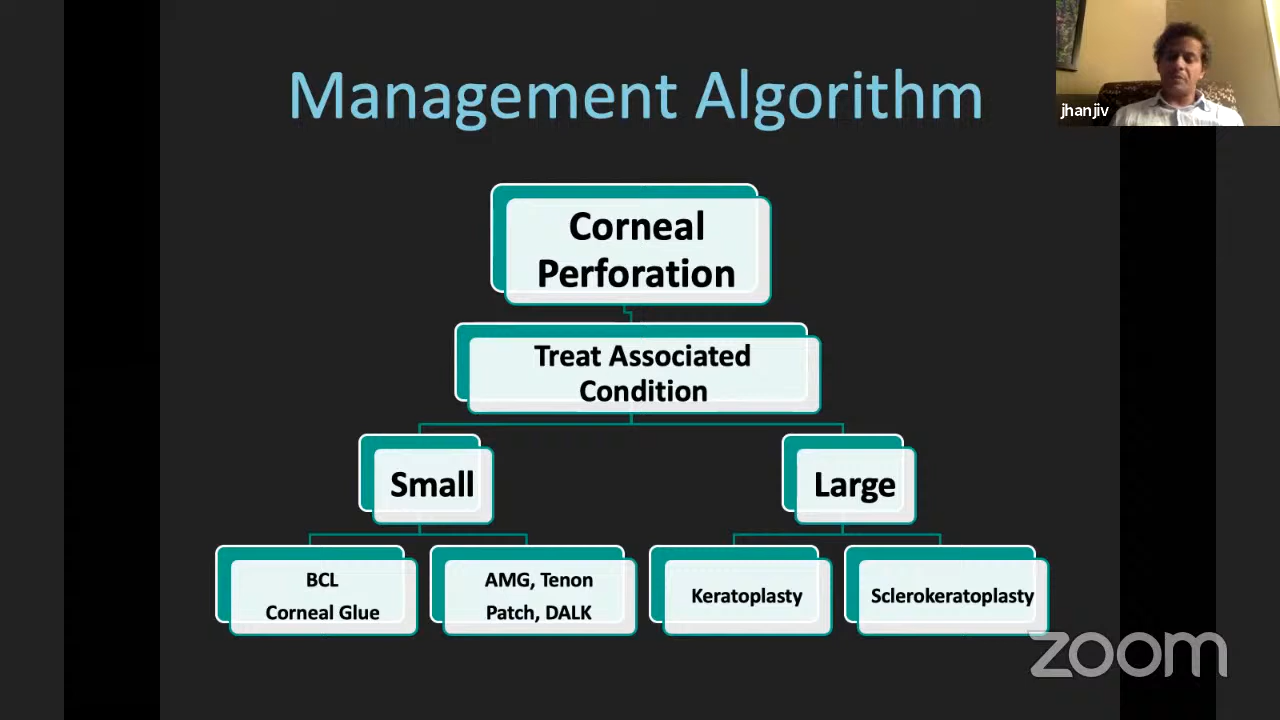 Management Algorithm
jhanjiv
Corneal
Perforation
Treat Associated
Condition
Small
Large
BCL
Corneal Glue
AMG, Tenon
Patch, DALK
Keratoplasty
Sclerokeratoplasty
zoom